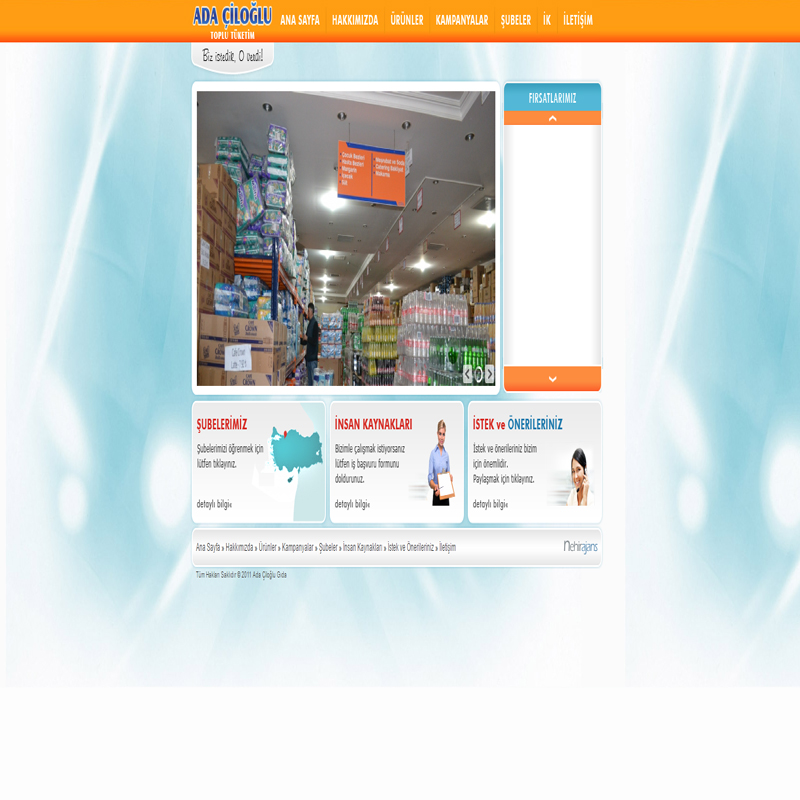 ADA ÇİLOĞLU
TOPLU TÜKETİM
ANA SAYFA HAKKIMIZDA ÜRÜNLER KAMPANYALAR ŞUBELER İK İLETİŞİM
Biz istedik, O verdi!
FIRSATLARIMIZ
ŞUBELERİMİZ
Şubelerimizi öğrenmek için
lütfen tıklayınız.
detaylı bilgi‹
İNSAN KAYNAKLARI
Bizimle çalışmak istiyorsanız
lütfen iş başvuru formunu
doldurunuz.
detaylı bilgi‹
İSTEK ve ÖNERİLERİNİZ
İstek ve önerileriniz bizim
için önemlidir.
Paylaşmak için tıklayınız.
detaylı bilgi‹
Ana Sayfa » Hakkımızda » Ürünler » Kampanyalar » Şubeler » İnsan Kaynakları » İstek ve Önerileriniz » İletişim
nehirajans
Tüm Hakları Saklıdır © 2011 Ada Çiloğlu Gıda